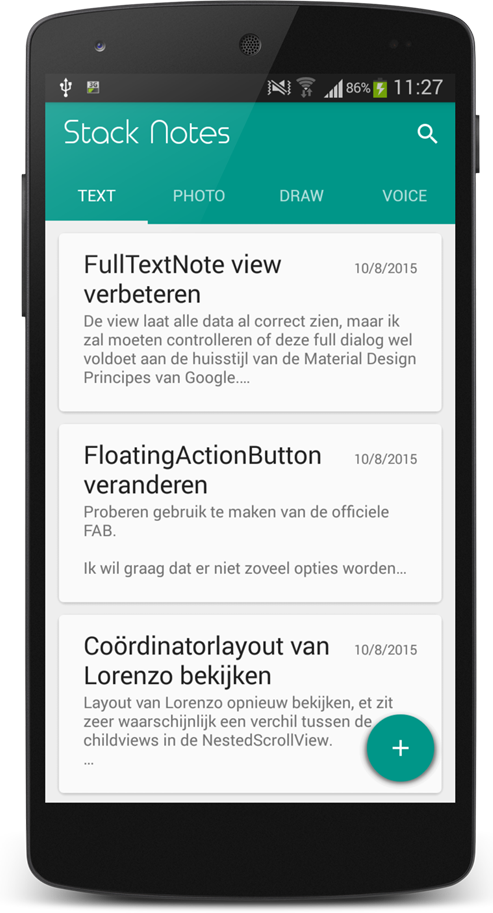 3G
86%
11:27
Stack Notes
TEXT
PHOTO
DRAW
VOICE
FullTextNote view
verbeteren
10/8/2015
De view laat alle data al correct zien, maar ik
zal moeten controlleren of deze full dialog wel
voldoet aan de huisstijl van de Material Design
Principes van Google....
FloatingActionButton
veranderen
10/8/2015
Proberen gebruik te maken van de officiele
FAB.
Ik wil graag dat er niet zoveel opties worden...
Coördinatorlayout van
Lorenzo bekijken
10/8/2015
Layout van Lorenzo opnieuw bekijken, et zit
zeer waarschijnlijk een verchil tussen de
childviews in de NestedScrollView.
...
+